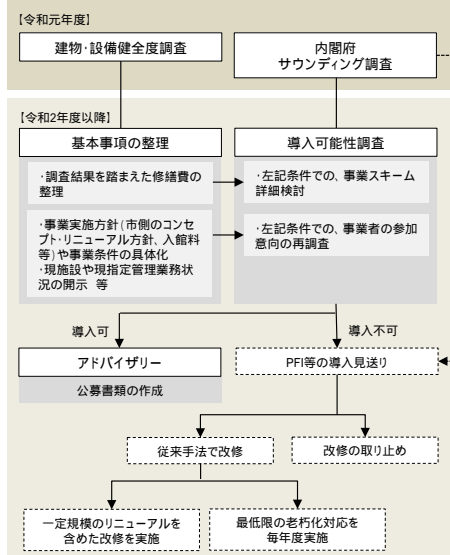 【令和元年度】
建物・設備健全度調査
内閣府
サウンディング調査
【令和2年度以降】
基本事項の整理
導入可能性調査
・調査結果を踏まえた修繕費の
整理
・左記条件での、事業スキーム
詳細検討
・事業実施方針(市側のコンセ
プト・リニューアル方針、入館料
等)や事業条件の具体化
・現施設や現指定管理業務状
況の開示 等
・左記条件での、事業者の参加
意向の再調査
導入可
導入不可
アドバイザリー
公募書類の作成
PFI等の導入見送り
従来手法で改修
改修の取り止め
一定規模のリニューアルを
含めた改修を実施
最低限の老朽化対応を
毎年度実施